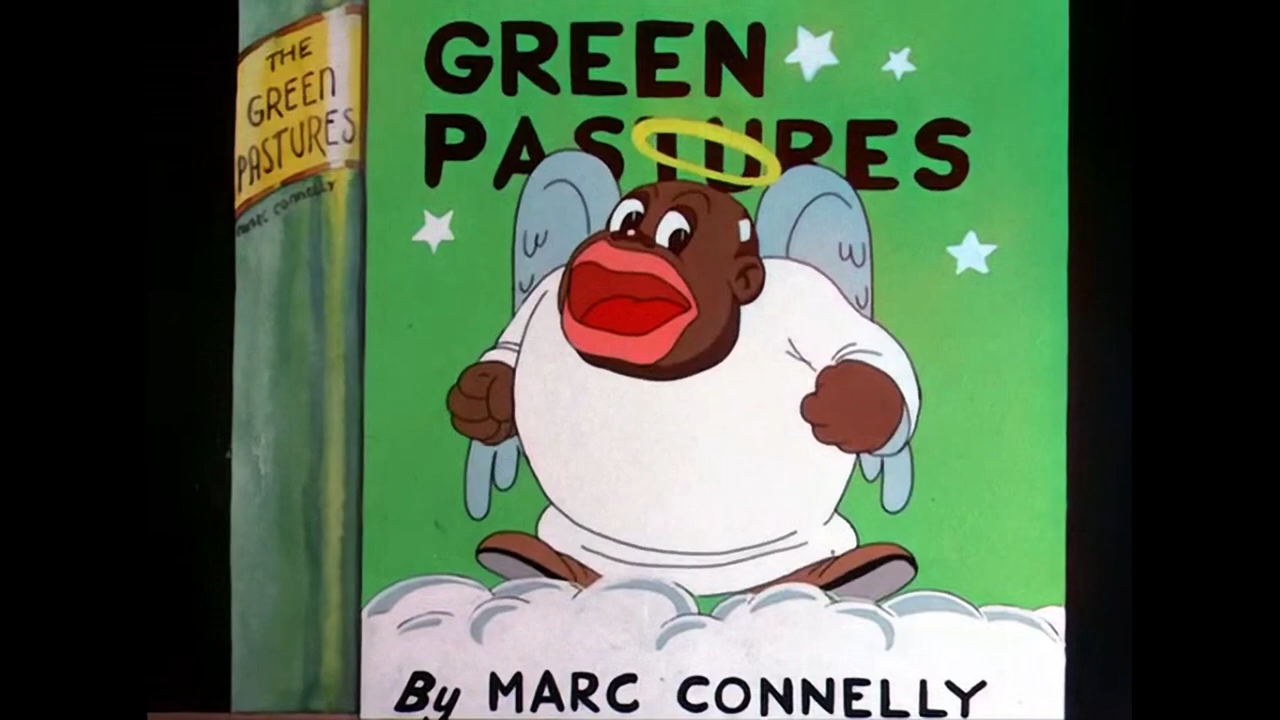 THE
GREEN
PASTURES
MARC CONNELLY
GREEN
PASTURES
By MARC CONNELLY